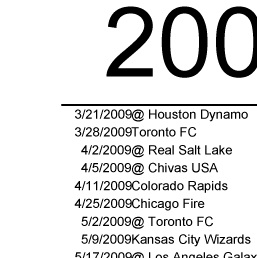 200
3/21/2009@ Houston Dynamo
3/28/2009Toronto FC
4/2/2009@ Real Salt Lake
4/5/2009@ Chivas USA
4/11/2009Colorado Rapids
4/25/2009Chicago Fire
5/2/2009@ Toronto FC
5/9/2009Kansas City Wizards
5/17/2009@ Los Angeles Galax